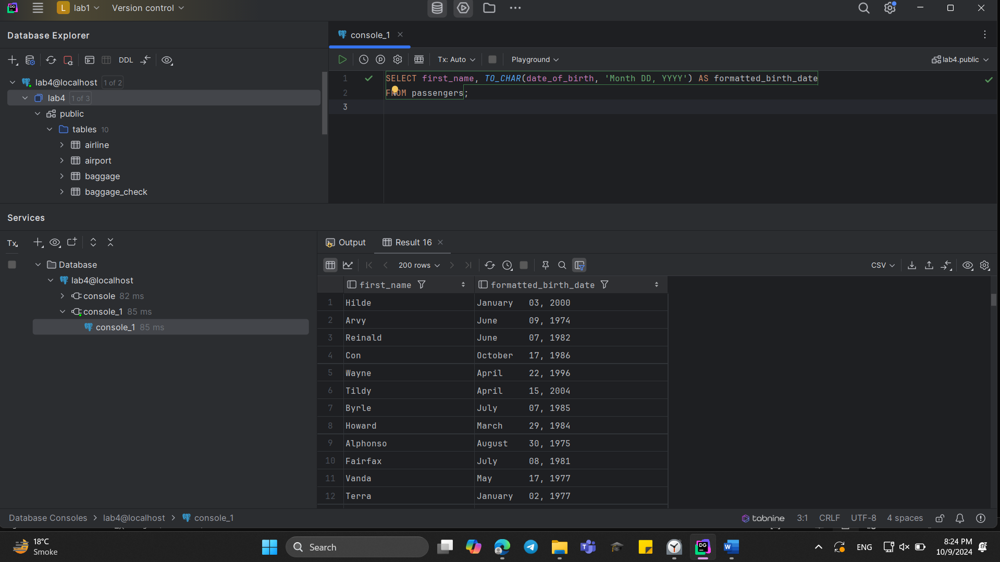 DG L lab1 Version control
Database Explorer
DDL
lab4@localhost 1 of 2
lab4 1 of 3
public
tables 10
airline
airport
baggage
baggage_check
console_1
Tx: Auto Playground lab4.public
1 SELECT first_name, TO_CHAR(date_of_birth, 'Month DD, YYYY') AS formatted_birth_date
2 FROM passengers;
3
Services
Tx
Database
lab4@localhost
console 82 ms
console_1 85 ms
console_1 85 ms
Output Result 16
200 rows CSV
first_name formatted_birth_date
1 Hilde January 03, 2000
2 Arvy June 09, 1974
3 Reinald June 07, 1982
4 Con October 17, 1986
5 Wayne April 22, 1996
6 Tildy April 15, 2004
7 Byrle July 07, 1985
8 Howard March 29, 1984
9 Alphonso August 30, 1975
10 Fairfax July 08, 1981
11 Vanda May 17, 1977
12 Terra January 02, 1977
Database Consoles lab4@localhost console_1
tabnine 3:1 CRLF UTF-8 4 spaces
18°C
Smoke
Search
DG
ENG
8:24 PM
10/9/2024